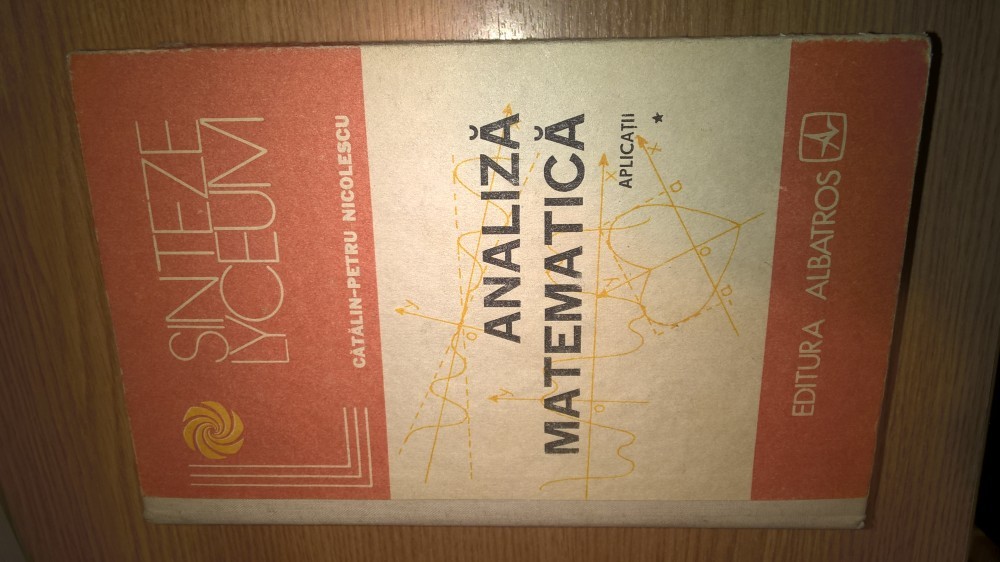 SINTEZE
LYCEUM
CĂTĂLIN-PETRU NICOLESCU
ANALIZĂ
MATEMATICĂ
APLICAȚII
*
EDITURA ALBATROS